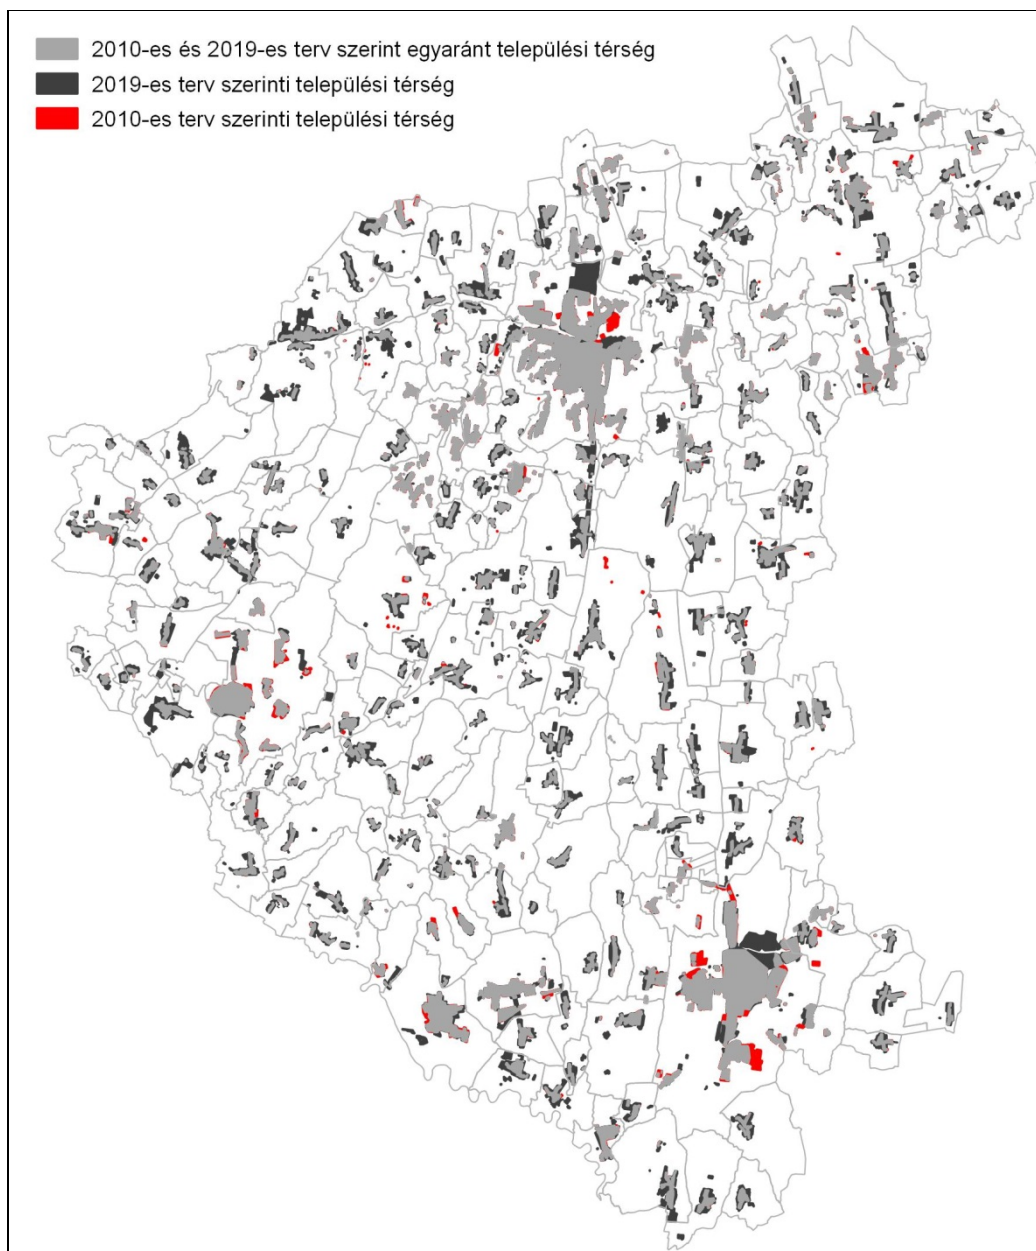 2010-es és 2019-es terv szerint egyaránt települési térség
2019-es terv szerinti települési térség
2010-es terv szerinti települési térség